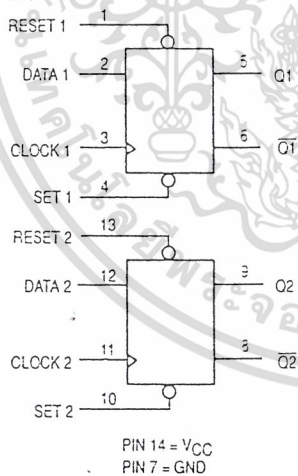 1
RESET 1
DATA 1 2 5 Q1
CLOCK 1 3 6 Q1
4
SET 1
13
RESET 2
DATA 2 12 9 Q2
CLOCK 2 11 8 Q2
SET 2 10
PIN 14 = VCC
PIN 7 = GND